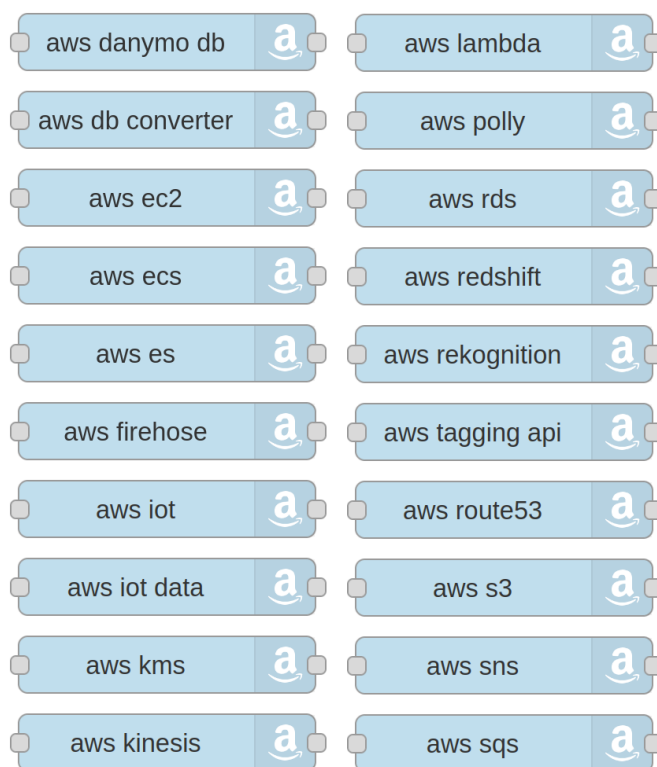 aws danymo db
aws db converter
aws ec2
aws ecs
aws es
aws firehose
aws iot
aws iot data
aws kms
aws kinesis
aws lambda
aws polly
aws rds
aws redshift
aws rekognition
aws tagging api
aws route53
aws s3
aws sns
aws sqs